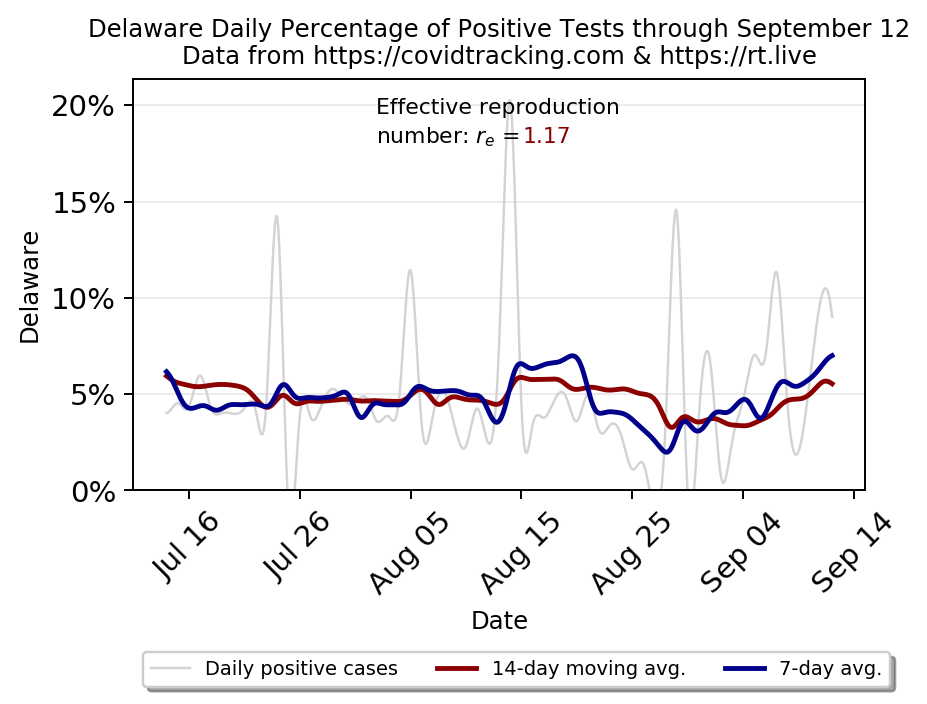 Delaware Daily Percentage of Positive Tests through September 12
Data from https://covidtracking.com & https://rt.live
Effective reproduction
number: rₑ = 1.17
20%
15%
10%
5%
0%
Delaware
Jul 16
Jul 26
Aug 05
Aug 15
Aug 25
Sep 04
Sep 14
Date
Daily positive cases
14-day moving avg.
7-day avg.